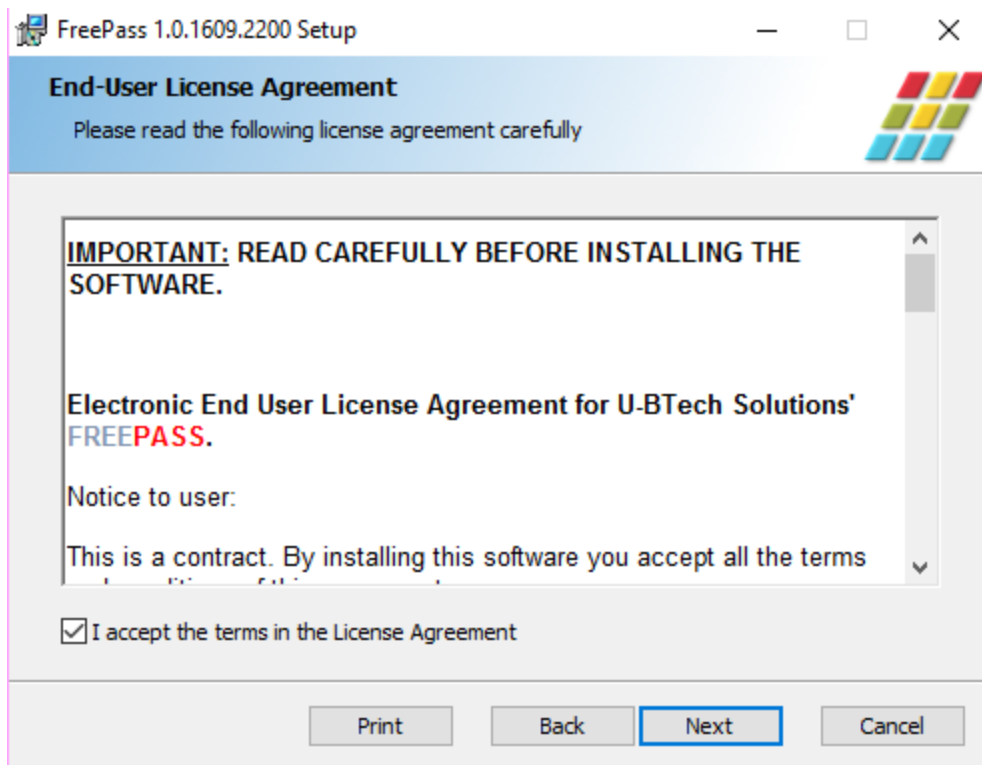 FreePass 1.0.1609.2200 Setup
End-User License Agreement
Please read the following license agreement carefully
IMPORTANT: READ CAREFULLY BEFORE INSTALLING THE
SOFTWARE.
Electronic End User License Agreement for U-BTech Solutions'
FREEPASS.
Notice to user:
This is a contract. By installing this software you accept all the terms
I accept the terms in the License Agreement
Print Back Next Cancel